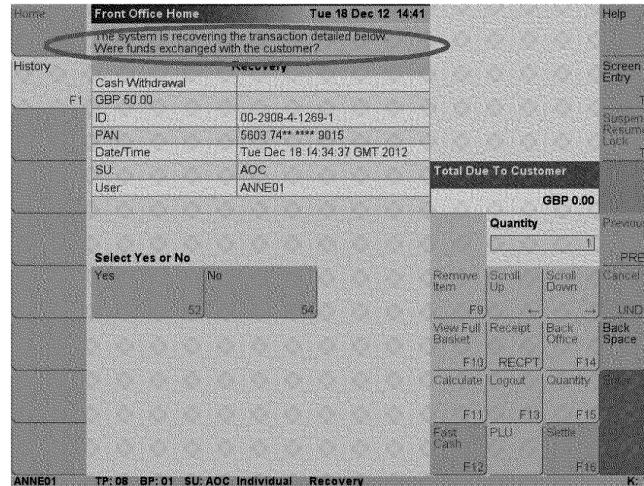 Home
Front Office Home Tue 18 Dec 12 14:41
Help
The system is recovering the transaction detailed below.
Were funds exchanged with the customer?
History
F1
Recovery
Screen
Entry
Cash Withdrawal
GBP 50.00
ID: 00-2908-4-1269-1
PAN 5603 74** **** 9015
Date/Time Tue Dec 18 14:34:37 GMT 2012
SU: AOC
User: ANNE01
Resume
Lock
Total Due To Customer
GBP 0.00
Quantity
1
PRE
Select Yes or No
Yes
52
No
54
Remove
Item
F9
Scroll
Up
←
Scroll
Down
→
Cancel
UND
View Full
Basket
F10
Receipt
RECPT
Back
Office
F14
Back
Space
Calculate
F11
Logout
F13
Quantity
F15
Enter
Fast
Cash
F12
PLU
Settle
F16
ANNE01 TP: 08 BP: 01 SU: AOC Individual Recovery K: